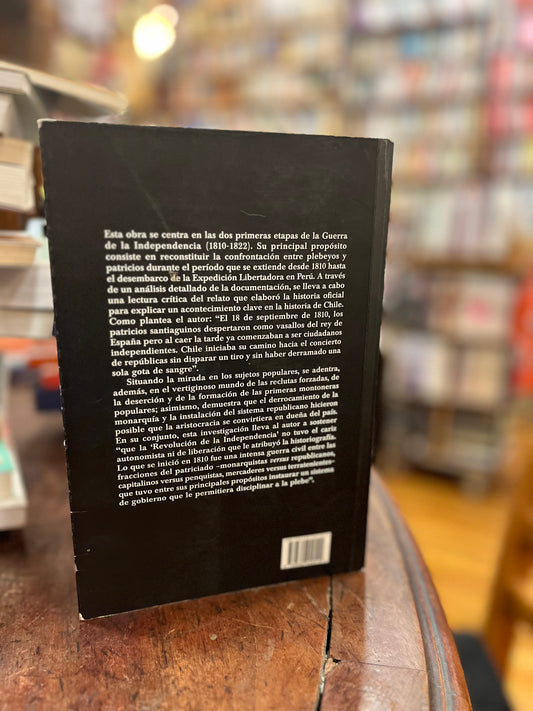 Esta obra se centra en las dos primeras etapas de la Guerra
de la Independencia (1810-1822). Su principal propósito
consiste en reconstituir la confrontación entre plebeyos y
patricios durante el período que se extiende desde 1810 hasta
el desembarco de la Expedición Libertadora en Perú. A través
de un análisis detallado de la documentación, se lleva a cabo
una lectura crítica del relato que elaboró la historia oficial
para explicar un acontecimiento clave en la historia de Chile.
Como plantea el autor: "El 18 de septiembre de 1810, los
patricios santiaguinos despertaron como vasallos del rey de
España pero al caer la tarde ya comenzaban a ser ciudadanos
independientes. Chile iniciaba su camino hacia el concierto
de repúblicas sin disparar un tiro y sin haber derramado una
sola gota de sangre".
Situando la mirada en los sujetos populares, se adentra,
además, en el vertiginoso mundo de las reclutas forzadas, de
la deserción y de la formación de las primeras montoneras
populares; asimismo, demuestra que el derrocamiento de la
monarquía y la instalación del sistema republicano hicieron
posible que la aristocracia se convirtiera en dueña del país.
En su conjunto, esta investigación lleva al autor a sostener
"que la 'Revolución de la Independencia' no tuvo el cariz
autonomista ni de liberación que le atribuyó la historiografía.
Lo que se inició en 1810 fue una intensa guerra civil entre las
fracciones del patriciado –monarquistas versus republicanos,
capitalinos versus penquistas, mercaderes versus terratenientes–
que tuvo entre sus principales propósitos instaurar un sistema
de gobierno que le permitiera disciplinar a la plebe".